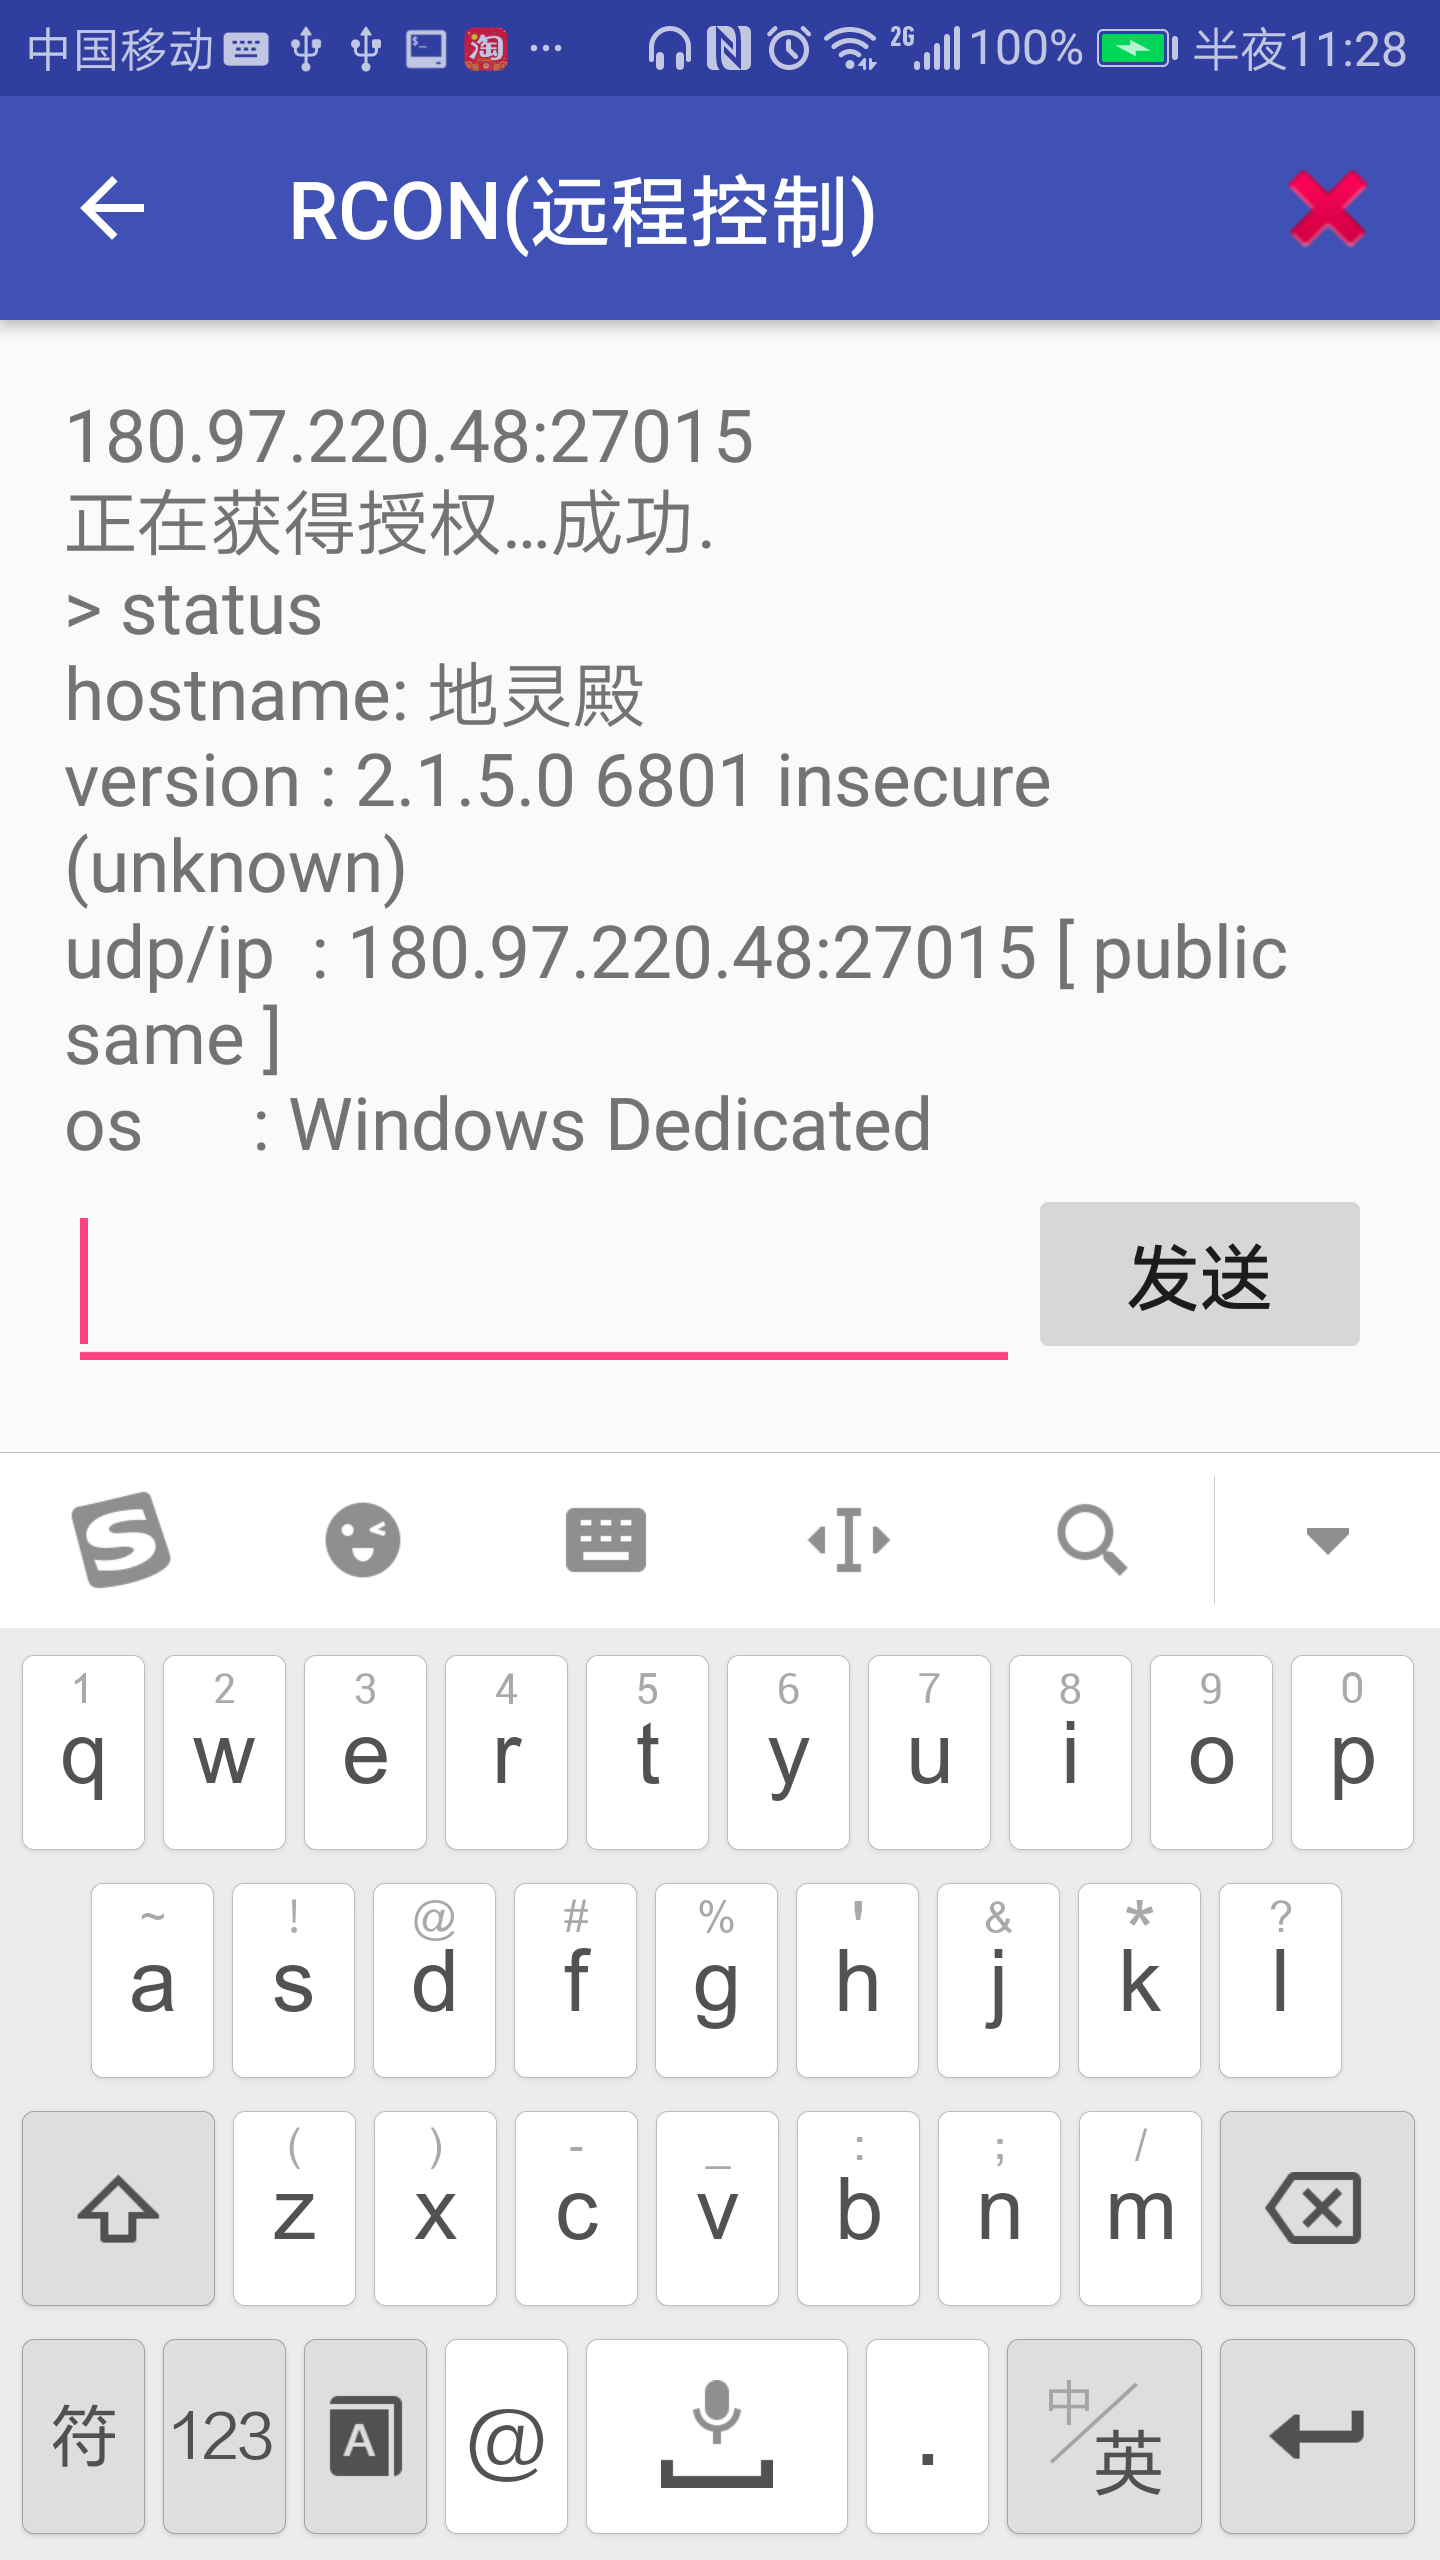 中国移动 淘 ... 2G 100% 半夜11:28
RCON(远程控制)
180.97.220.48:27015
正在获得授权...成功.
> status
hostname: 地灵殿
version : 2.1.5.0 6801 insecure
(unknown)
udp/ip : 180.97.220.48:27015 [ public
same ]
os : Windows Dedicated
发送
1 2 3 4 5 6 7 8 9 0
q w e r t y u i o p
~ ! @ # % ' & * ?
a s d f g h j k l
( ) - _ : ; /
z x c v b n m
符 123 A @ . 中/英